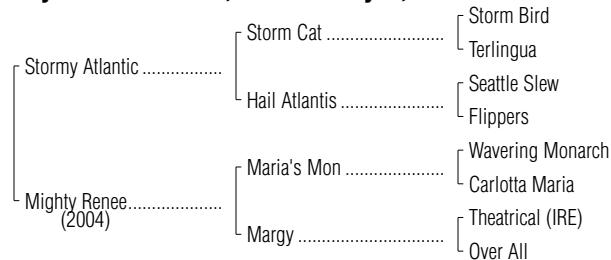 Storm Bird
Storm Cat ........................
Terlingua
Stormy Atlantic ................
Seattle Slew
Hail Atlantis .....................
Flippers
Wavering Monarch
Maria's Mon ....................
Carlotta Maria
Mighty Renee...................
(2004)
Theatrical (IRE)
Margy ..............................
Over All